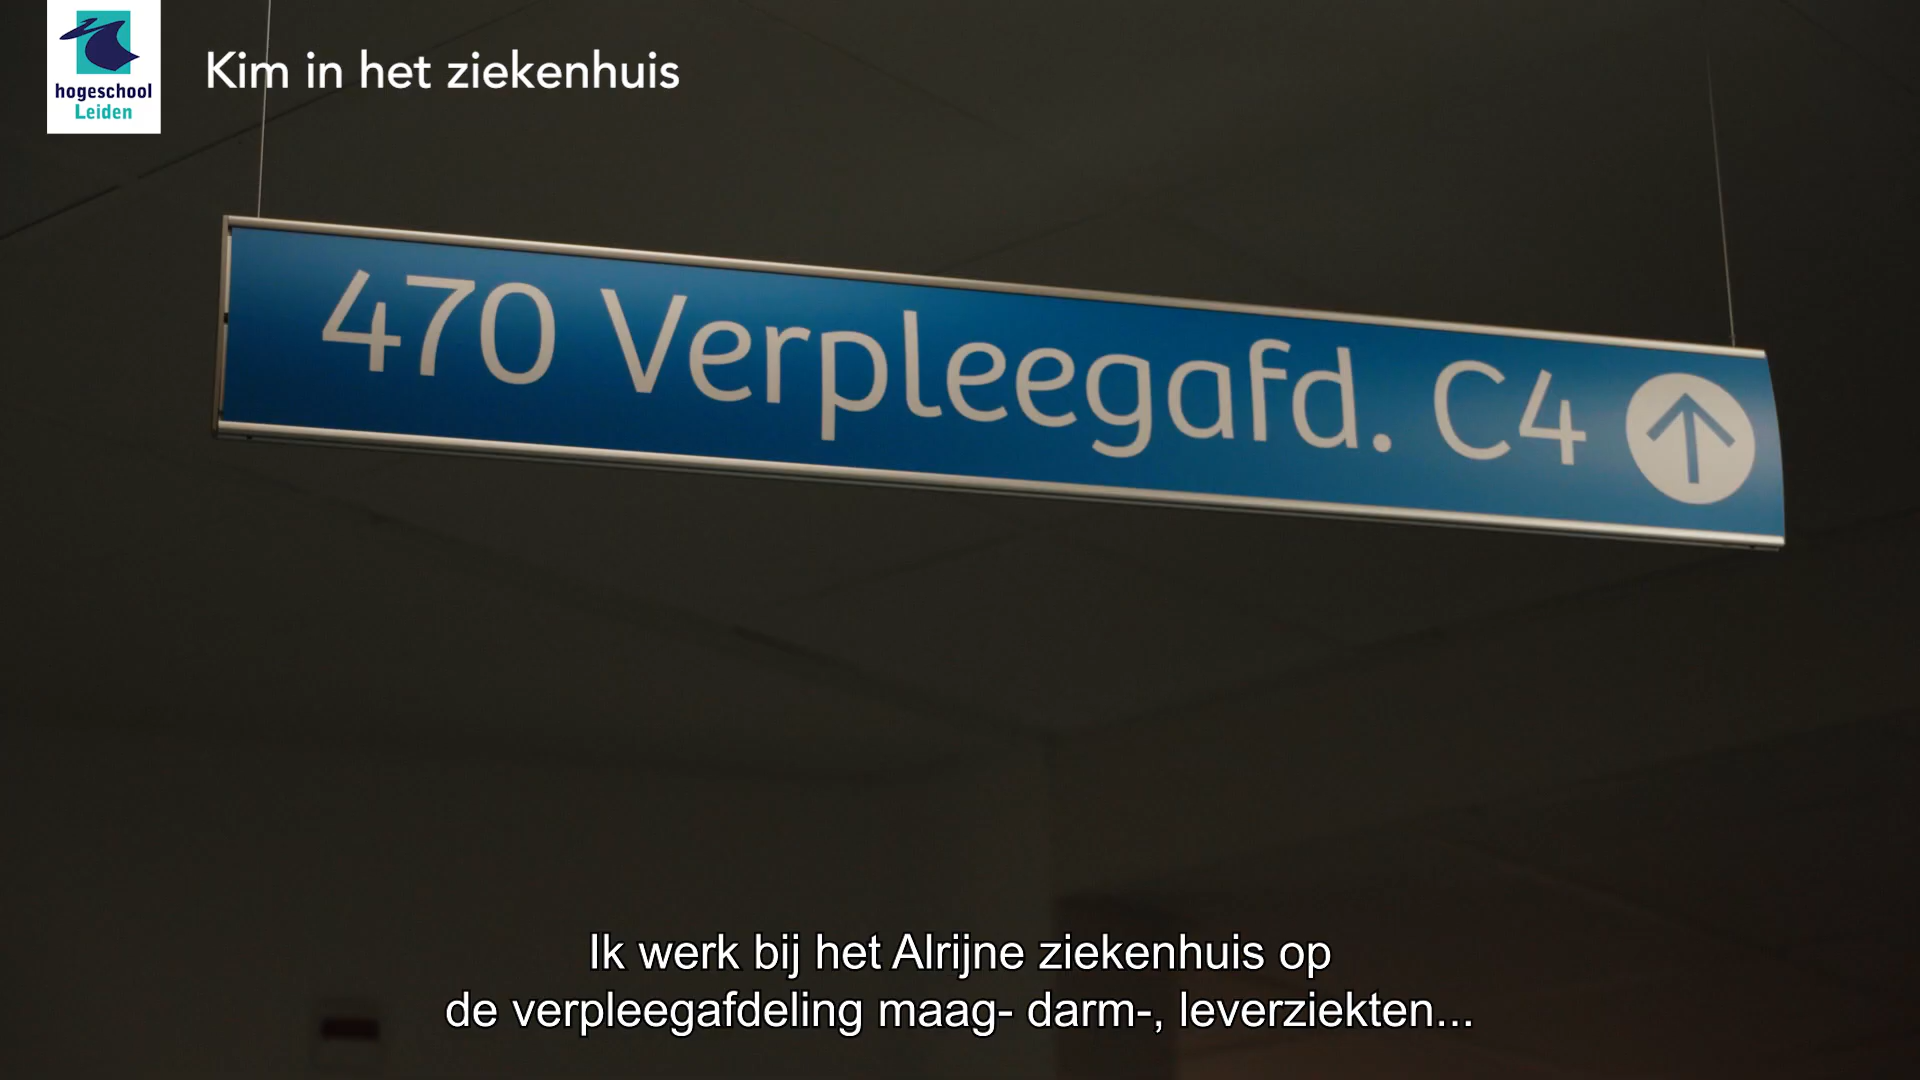 hogeschool
Leiden
Kim in het ziekenhuis
470 Verpleegafd. C4
Ik werk bij het Alrijne ziekenhuis op
de verpleegafdeling maag- darm-, leverziekten...